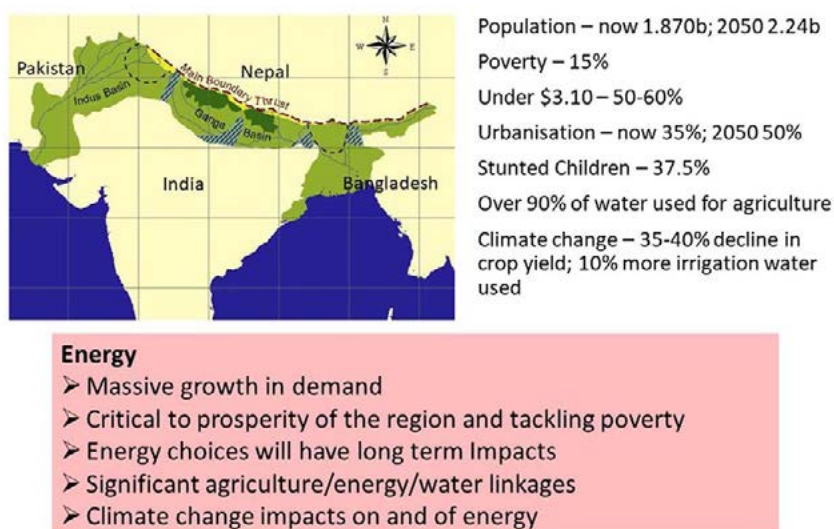 Pakistan
Nepal
Main Boundary Thrust
Indus Basin
Ganga Basin
India
Bangladesh
N
W
E
S
Population – now 1.870b; 2050 2.24b
Poverty – 15%
Under $3.10 – 50-60%
Urbanisation – now 35%; 2050 50%
Stunted Children – 37.5%
Over 90% of water used for agriculture
Climate change – 35-40% decline in
crop yield; 10% more irrigation water
used
Energy
➢ Massive growth in demand
➢ Critical to prosperity of the region and tackling poverty
➢ Energy choices will have long term Impacts
➢ Significant agriculture/energy/water linkages
➢ Climate change impacts on and of energy